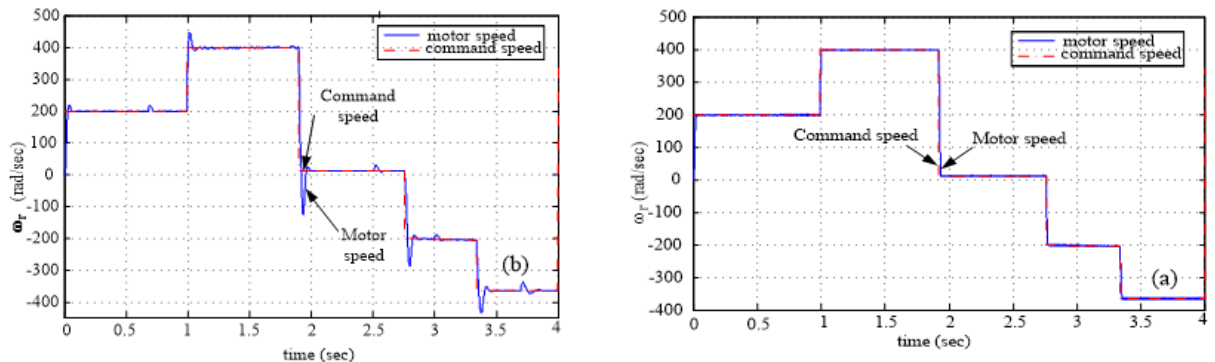 500
400
300
200
100
0
-100
-200
-300
-400
ωr (rad/sec)
motor speed
command speed
Command
speed
Motor
speed
(b)
0 0.5 1 1.5 2 2.5 3 3.5 4
time (sec)
500
400
300
200
100
0
-100
-200
-300
-400
ωr (rad/sec)
motor speed
command speed
Command speed
Motor speed
(a)
0 0.5 1 1.5 2 2.5 3 3.5 4
time (sec)